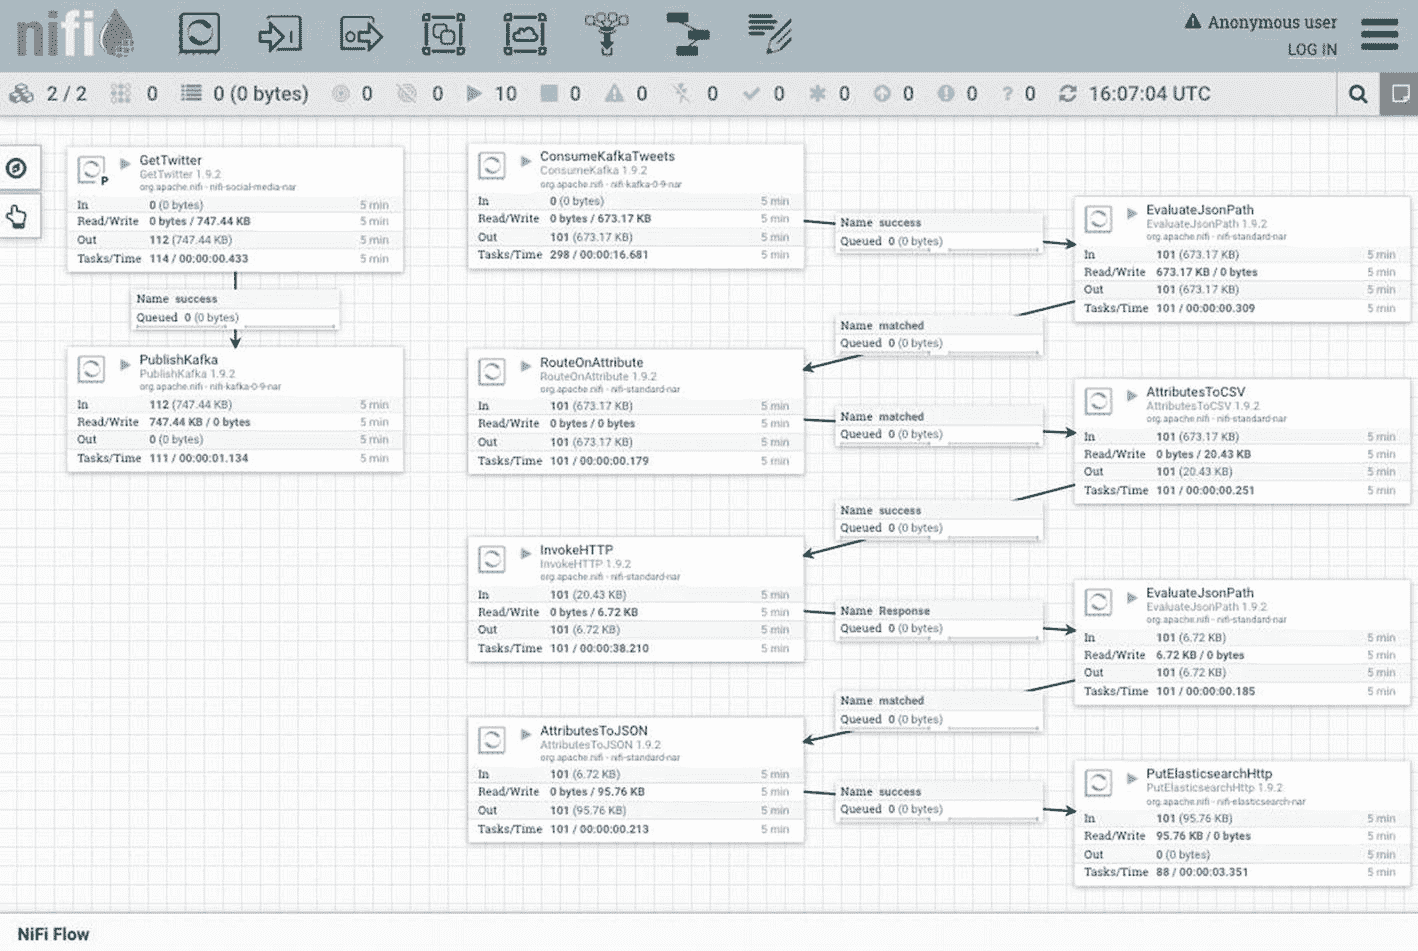 nifi
Anonymous user
LOG IN
2 / 2 0 0 (0 bytes) 0 0 10 0 0 0 0 0 0 0 ? 0 16:07:04 UTC
GetTwitter
GetTwitter 1.9.2
org.apache.nifi - nifi-social-media-nar
P
In 0 (0 bytes) 5 min
Read/Write 0 bytes / 747.44 KB 5 min
Out 112 (747.44 KB) 5 min
Tasks/Time 114 / 00:00:00.433 5 min
Name success
Queued 0 (0 bytes)
PublishKafka
PublishKafka 1.9.2
org.apache.nifi - nifi-kafka-0-9-nar
In 112 (747.44 KB) 5 min
Read/Write 747.44 KB / 0 bytes 5 min
Out 0 (0 bytes) 5 min
Tasks/Time 111 / 00:00:01.134 5 min
ConsumeKafkaTweets
ConsumeKafka 1.9.2
org.apache.nifi - nifi-kafka-0-9-nar
In 0 (0 bytes) 5 min
Read/Write 0 bytes / 673.17 KB 5 min
Out 101 (673.17 KB) 5 min
Tasks/Time 298 / 00:00:16.681 5 min
Name success
Queued 0 (0 bytes)
EvaluateJsonPath
EvaluateJsonPath 1.9.2
org.apache.nifi - nifi-standard-nar
In 101 (673.17 KB) 5 min
Read/Write 673.17 KB / 0 bytes 5 min
Out 101 (673.17 KB) 5 min
Tasks/Time 101 / 00:00:00.309 5 min
Name matched
Queued 0 (0 bytes)
RouteOnAttribute
RouteOnAttribute 1.9.2
org.apache.nifi - nifi-standard-nar
In 101 (673.17 KB) 5 min
Read/Write 0 bytes / 0 bytes 5 min
Out 101 (673.17 KB) 5 min
Tasks/Time 101 / 00:00:00.179 5 min
Name matched
Queued 0 (0 bytes)
AttributesToCSV
AttributesToCSV 1.9.2
org.apache.nifi - nifi-standard-nar
In 101 (673.17 KB) 5 min
Read/Write 0 bytes / 20.43 KB 5 min
Out 101 (20.43 KB) 5 min
Tasks/Time 101 / 00:00:00.251 5 min
Name success
Queued 0 (0 bytes)
InvokeHTTP
InvokeHTTP 1.9.2
org.apache.nifi - nifi-standard-nar
In 101 (20.43 KB) 5 min
Read/Write 0 bytes / 6.72 KB 5 min
Out 101 (6.72 KB) 5 min
Tasks/Time 101 / 00:00:38.210 5 min
Name Response
Queued 0 (0 bytes)
EvaluateJsonPath
EvaluateJsonPath 1.9.2
org.apache.nifi - nifi-standard-nar
In 101 (6.72 KB) 5 min
Read/Write 6.72 KB / 0 bytes 5 min
Out 101 (6.72 KB) 5 min
Tasks/Time 101 / 00:00:00.185 5 min
Name matched
Queued 0 (0 bytes)
AttributesToJSON
AttributesToJSON 1.9.2
org.apache.nifi - nifi-standard-nar
In 101 (6.72 KB) 5 min
Read/Write 0 bytes / 95.76 KB 5 min
Out 101 (95.76 KB) 5 min
Tasks/Time 101 / 00:00:00.213 5 min
Name success
Queued 0 (0 bytes)
PutElasticsearchHttp
PutElasticsearchHttp 1.9.2
org.apache.nifi - nifi-elasticsearch-nar
In 101 (95.76 KB) 5 min
Read/Write 95.76 KB / 0 bytes 5 min
Out 0 (0 bytes) 5 min
Tasks/Time 88 / 00:00:03.351 5 min
NiFi Flow